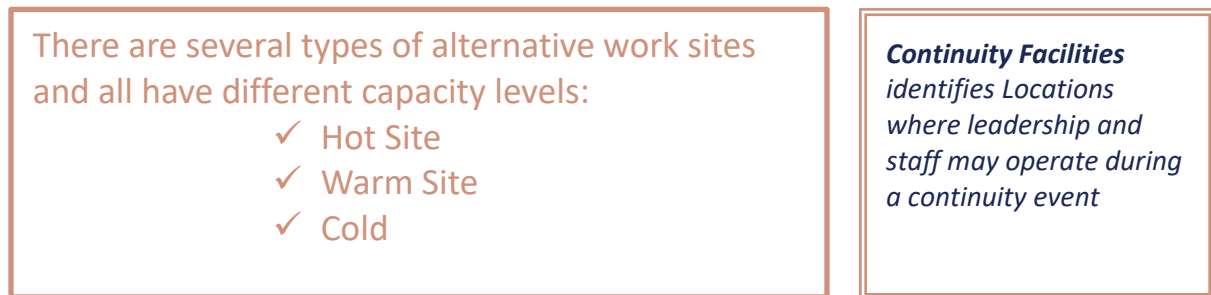 There are several types of alternative work sites
and all have different capacity levels:
✓ Hot Site
✓ Warm Site
✓ Cold
Continuity Facilities
identifies Locations
where leadership and
staff may operate during
a continuity event